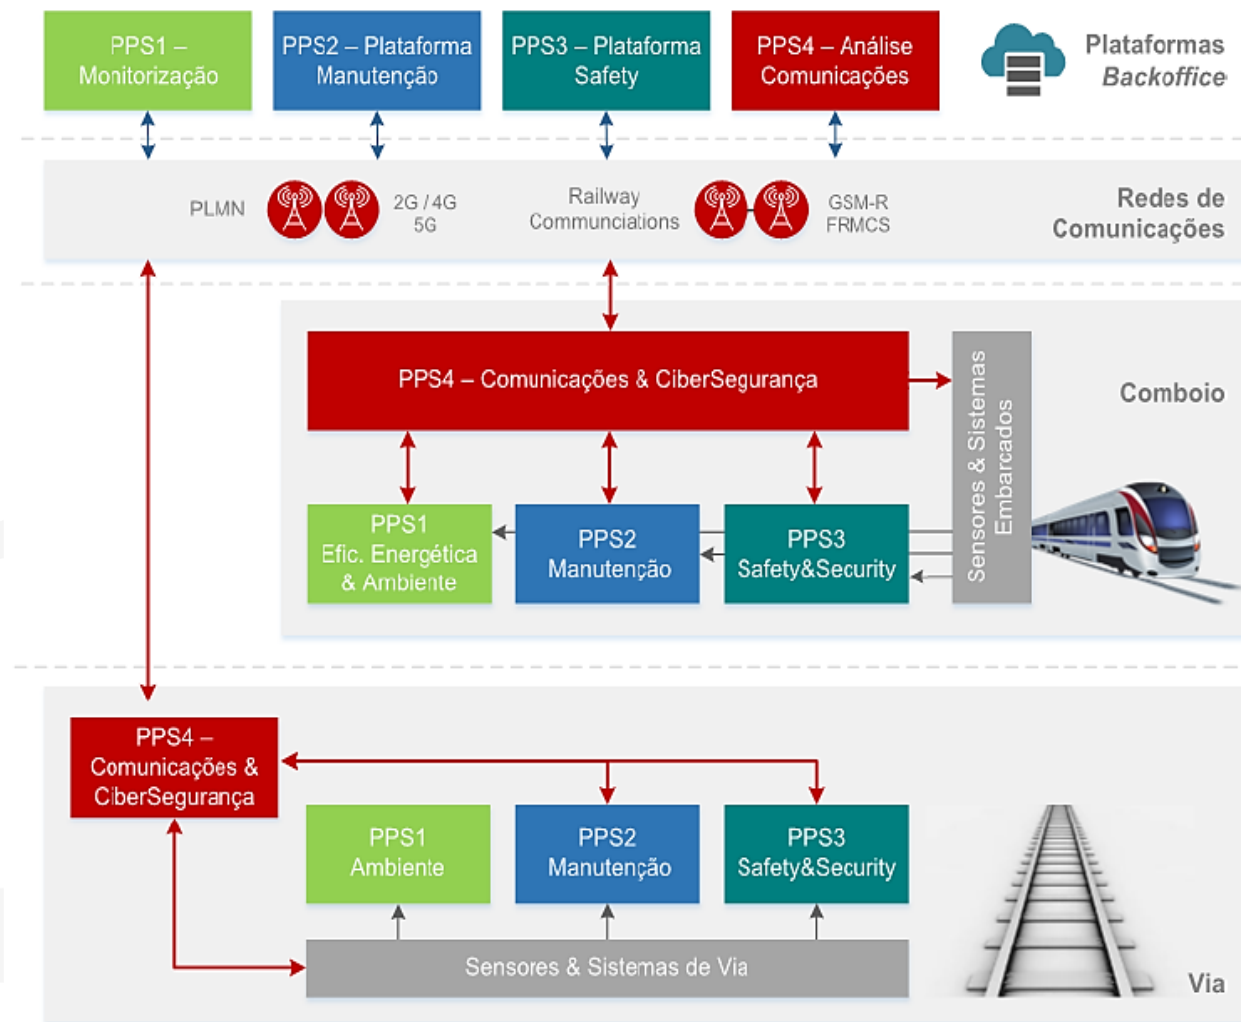 PPS1 –
Monitorização
PPS2 – Plataforma
Manutenção
PPS3 – Plataforma
Safety
PPS4 – Análise
Comunicações
Plataformas
Backoffice
PLMN
2G / 4G
5G
Railway
Communciations
GSM-R
FRMCS
Redes de
Comunicações
PPS4 – Comunicações & CiberSegurança
Sensores & Sistemas
Embarcados
Comboio
PPS1
Efic. Energética
& Ambiente
PPS2
Manutenção
PPS3
Safety&Security
PPS4 –
Comunicações &
CiberSegurança
PPS1
Ambiente
PPS2
Manutenção
PPS3
Safety&Security
Sensores & Sistemas de Via
Via